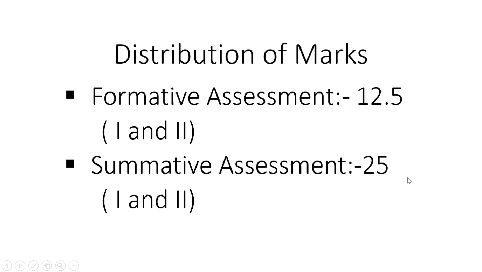 Distribution of Marks
▪ Formative Assessment:- 12.5
( I and II)
▪ Summative Assessment:-25
( I and II)